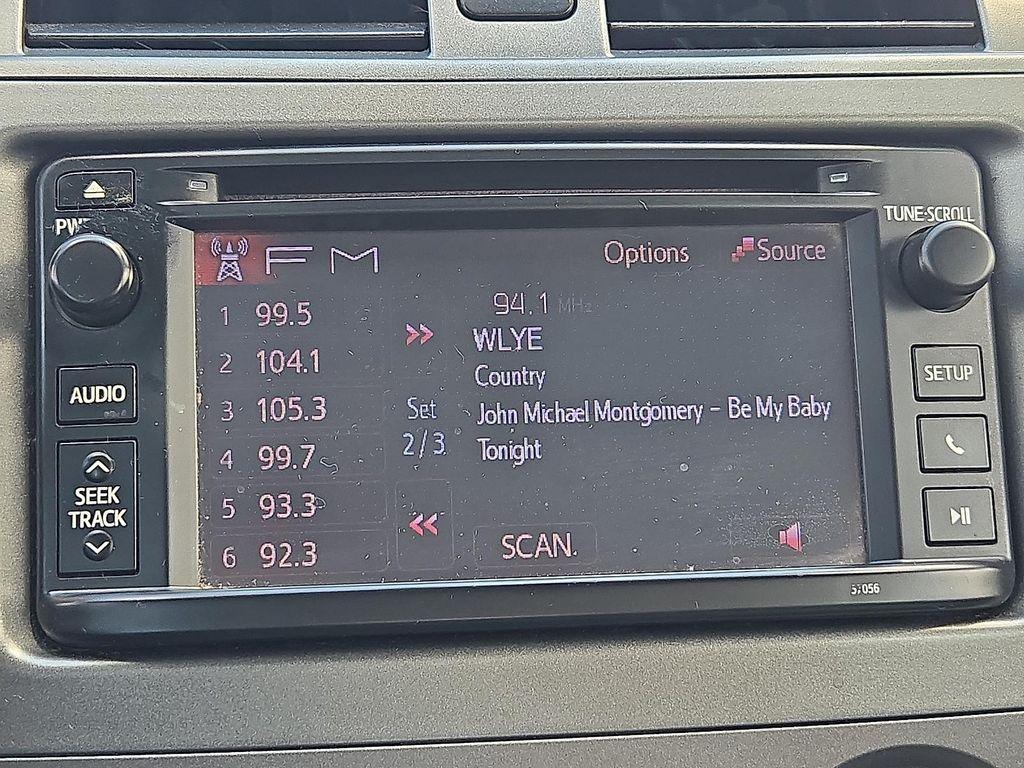 PW
TUNE·SCROLL
FM
Options
Source
1 99.5
2 104.1
3 105.3
4 99.7
5 93.3
6 92.3
Set
2/3
94.1 MHz
WLYE
Country
John Michael Montgomery - Be My Baby
Tonight
SCAN
AUDIO
SEEK
TRACK
SETUP
57056